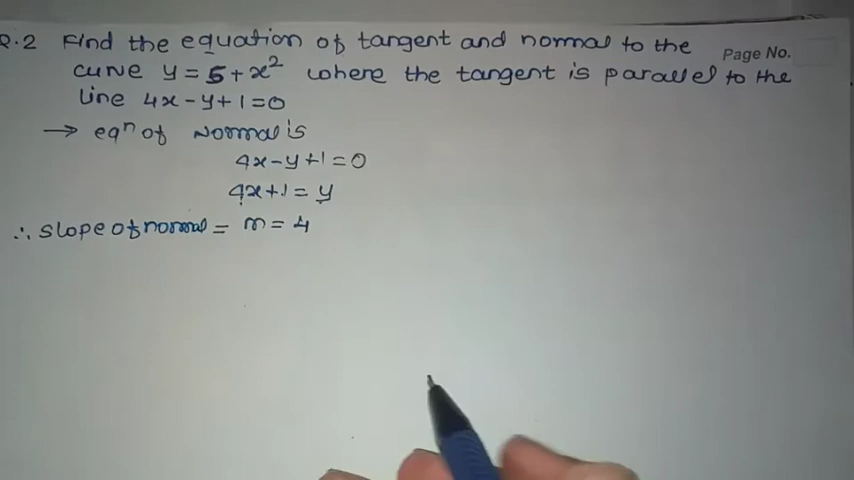 Q.2 Find the equation of tangent and normal to the
Page No.
curve y = 5 + x² where the tangent is parallel to the
line 4x - y + 1 = 0
→ eqⁿ of Normal is
4x - y + 1 = 0
4x + 1 = y
∴ slope of normal = m = 4